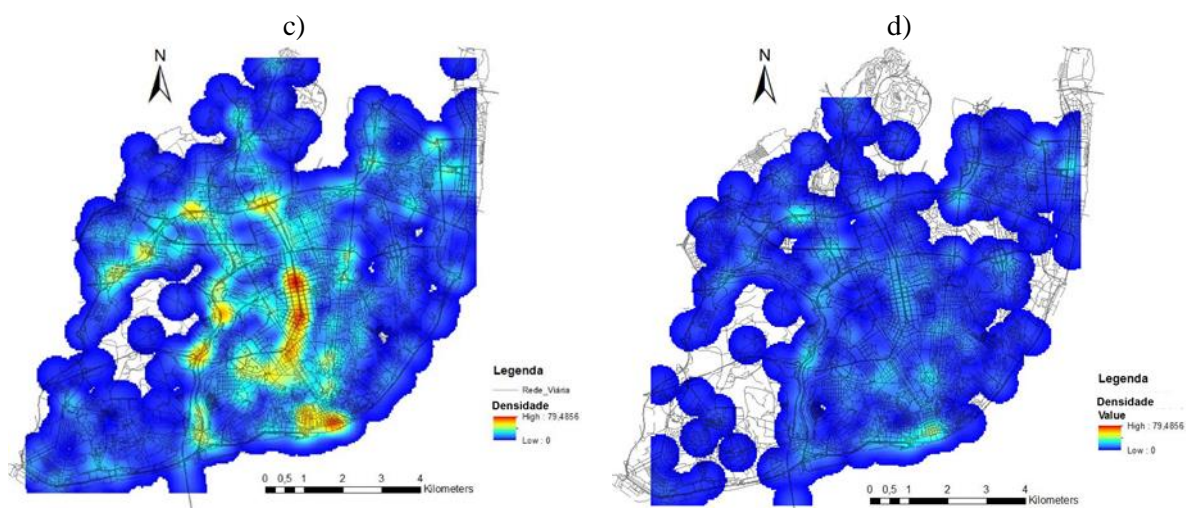 c)
d)
N
N
Legenda
Rede_Viária
Densidade
High : 79,4856
Low : 0
0 0,5 1 2 3 4
Kilometers
Legenda
Densidade
Value
High : 79,4856
Low : 0
0 0,5 1 2 3 4
Kilometers